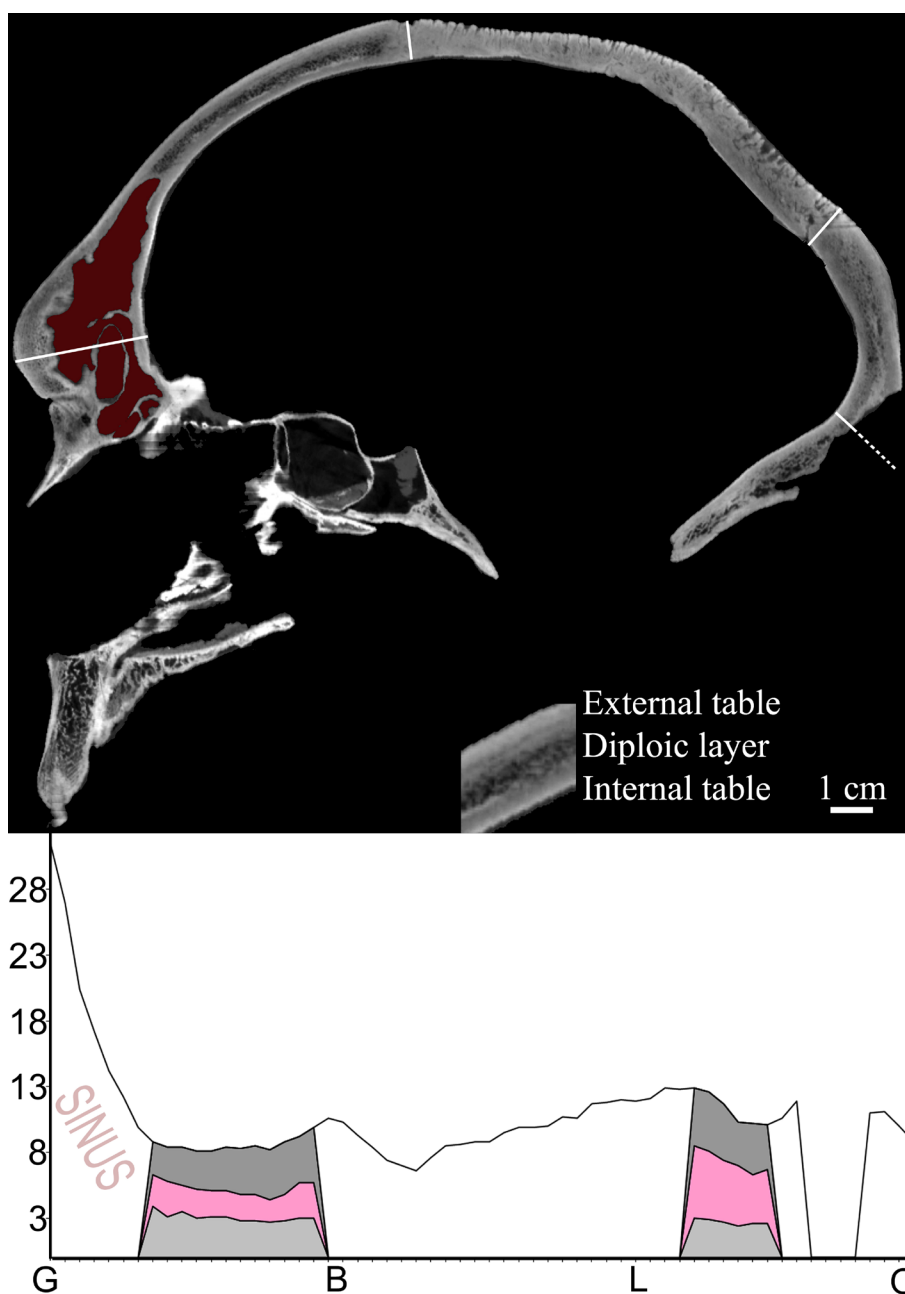 External table
Diploic layer
Internal table
1 cm
28
23
18
13
8
3
SINUS
G
B
L